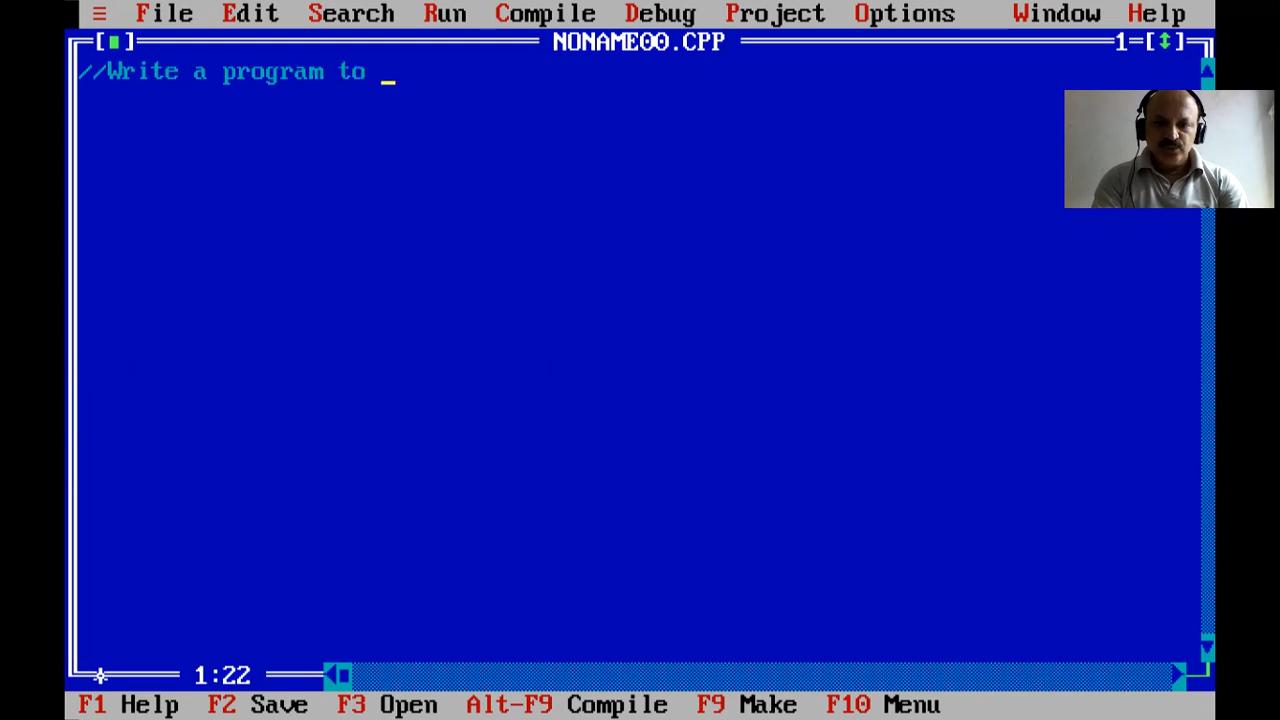 ≡ File Edit Search Run Compile Debug Project Options Window Help
[■] NONAME00.CPP 1=[↕]
//Write a program to _
1:22
F1 Help F2 Save F3 Open Alt-F9 Compile F9 Make F10 Menu